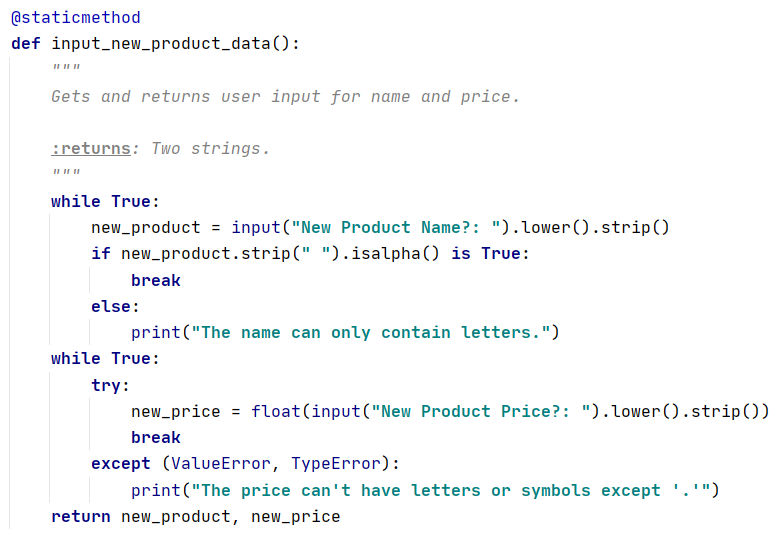 @staticmethod
def input_new_product_data():
    """
    Gets and returns user input for name and price.

    :returns: Two strings.
    """
    while True:
        new_product = input("New Product Name?: ").lower().strip()
        if new_product.strip(" ").isalpha() is True:
            break
        else:
            print("The name can only contain letters.")
    while True:
        try:
            new_price = float(input("New Product Price?: ").lower().strip())
            break
        except (ValueError, TypeError):
            print("The price can't have letters or symbols except '.'")
    return new_product, new_price